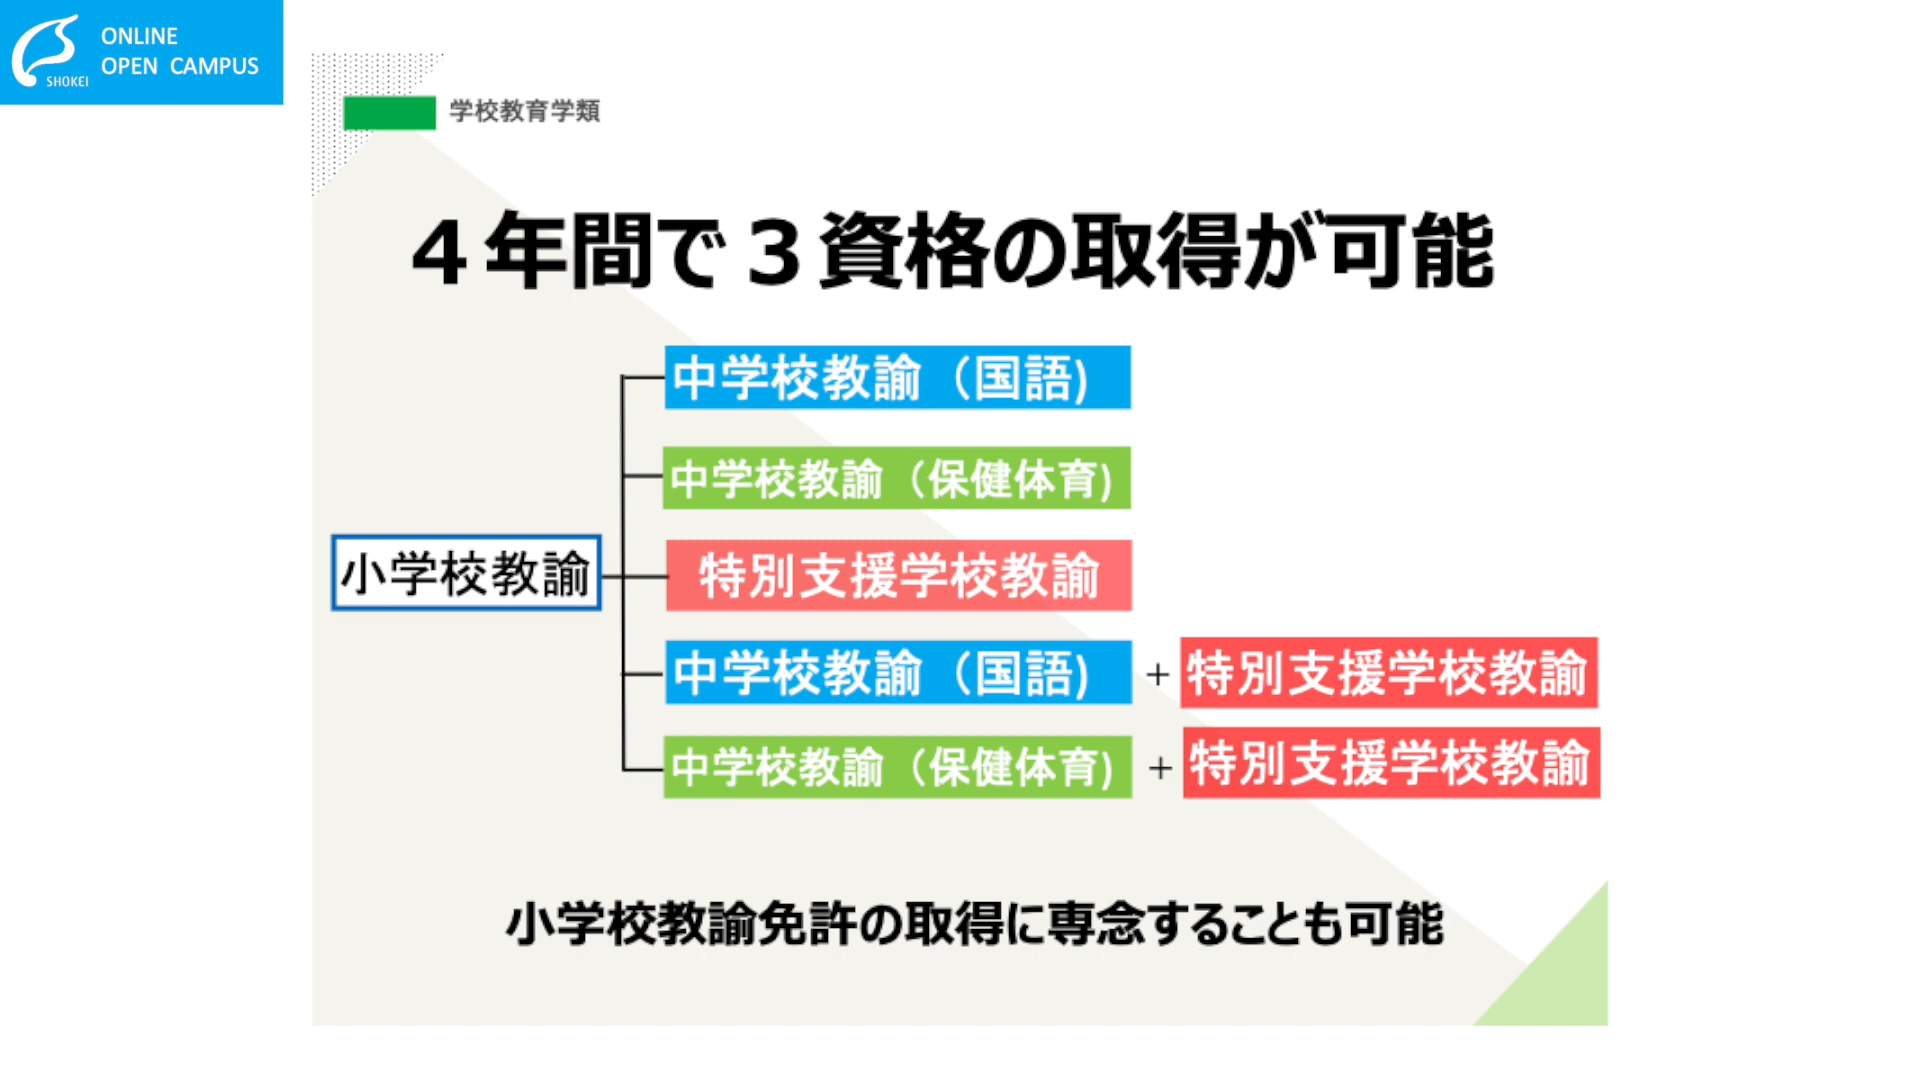 ONLINE
OPEN CAMPUS
SHOKEI
学校教育学類
４年間で３資格の取得が可能
中学校教諭（国語)
中学校教諭（保健体育)
小学校教諭
特別支援学校教諭
中学校教諭（国語) + 特別支援学校教諭
中学校教諭（保健体育) + 特別支援学校教諭
小学校教諭免許の取得に専念することも可能